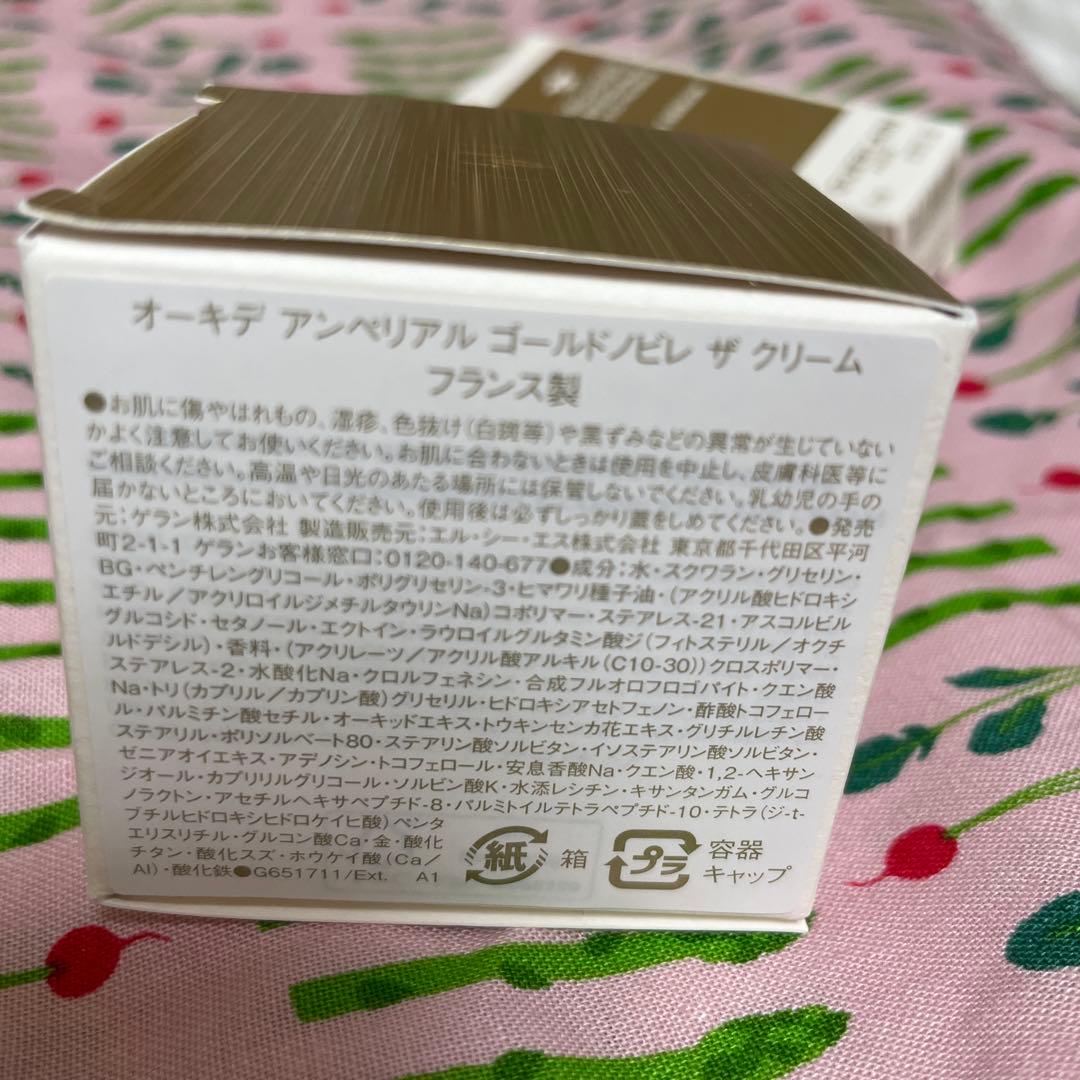 オーキデ アンペリアル ゴールドノビレ ザ クリーム
フランス製
●お肌に傷やはれもの、湿疹、色抜け(白斑等)や黒ずみなどの異常が生じていない
かよく注意してお使いください。お肌に合わないときは使用を中止し、皮膚科医等に
ご相談ください。高温や日光のあたる場所には保管しないでください。乳幼児の手の
届かないところにおいてください。使用後は必ずしっかり蓋をしめてください。●発売
元:ゲラン株式会社 製造販売元:エル・シー・エス株式会社 東京都千代田区平河
町2-1-1 ゲランお客様窓口:0120-140-677●成分:水・スクワラン・グリセリン・
BG・ペンチレングリコール・ポリグリセリン-3・ヒマワリ種子油・(アクリル酸ヒドロキシ
エチル/アクリロイルジメチルタウリンNa)コポリマー・ステアレス-21・アスコルビル
グルコシド・セタノール・エクトイン・ラウロイルグルタミン酸ジ(フィトステリル/オクチ
ルドデシル)・香料・(アクリレーツ/アクリル酸アルキル(C10-30))クロスポリマー・
ステアレス-2・水酸化Na・クロルフェネシン・合成フルオロフロゴパイト・クエン酸
Na・トリ(カプリル/カプリン酸)グリセリル・ヒドロキシアセトフェノン・酢酸トコフェロー
ル・パルミチン酸セチル・オーキッドエキス・トウキンセンカ花エキス・グリチルレチン酸
ステアリル・ポリソルベート80・ステアリン酸ソルビタン・イソステアリン酸ソルビタン・
ゼニアオイエキス・アデノシン・トコフェロール・安息香酸Na・クエン酸・1,2-ヘキサン
ジオール・カプリリルグリコール・ソルビン酸K・水添レシチン・キサンタンガム・グルコ
ノラクトン・アセチルヘキサペプチド-8・パルミトイルテトラペプチド-10・テトラ(ジ-t-
ブチルヒドロキシヒドロケイヒ酸)ペンタ
エリスリチル・グルコン酸Ca・金・酸化
チタン・酸化スズ・ホウケイ酸(Ca/
Al)・酸化鉄●G651711/Ext. A1
紙 箱
プラ 容器
キャップ